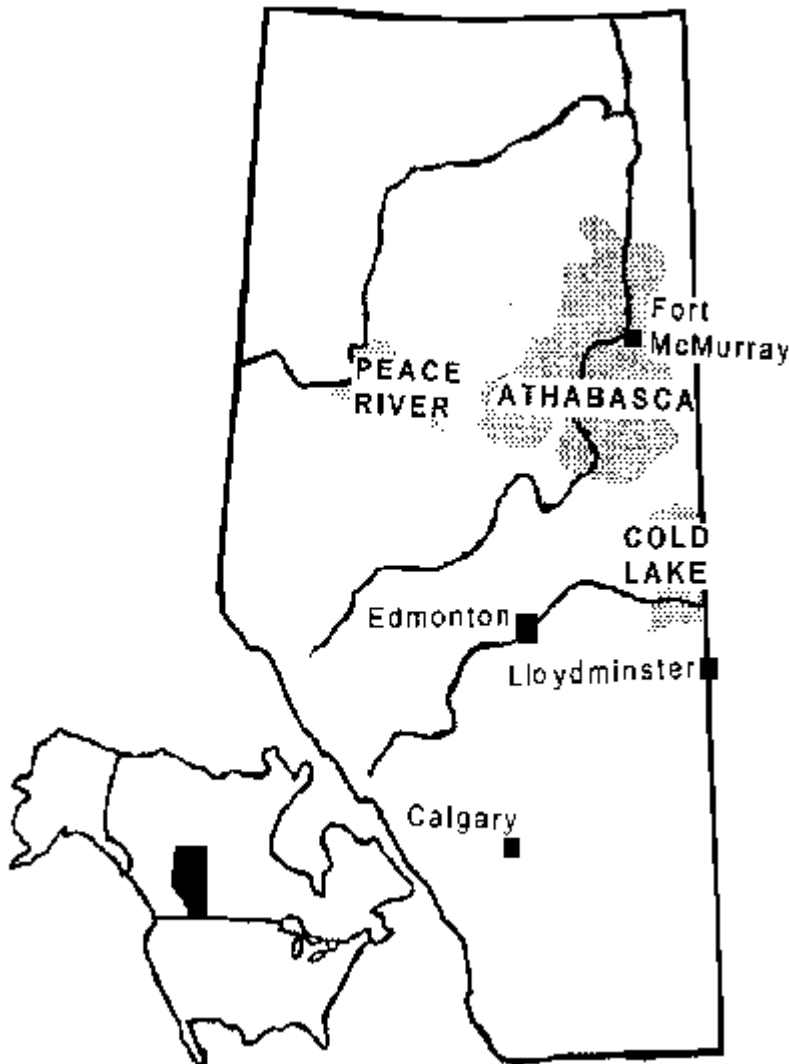 Fort
McMurray
PEACE
RIVER
ATHABASCA
COLD
LAKE
Edmonton
Lloydminster
Calgary